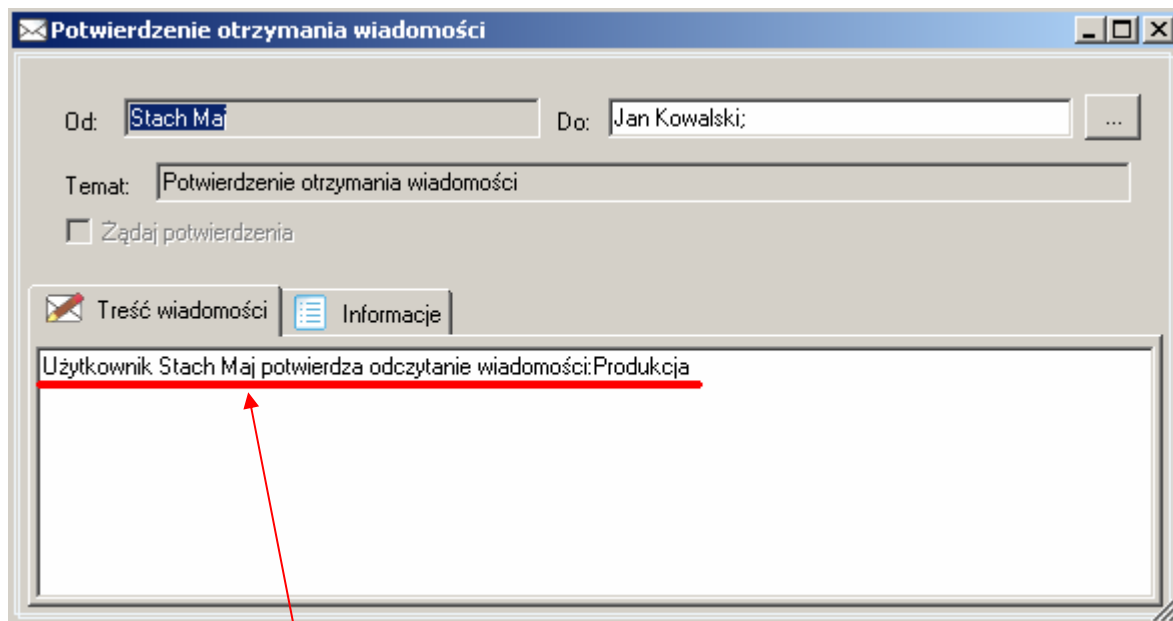 Potwierdzenie otrzymania wiadomości
Od: Stach Maj Do: Jan Kowalski; ...
Temat: Potwierdzenie otrzymania wiadomości
Żądaj potwierdzenia
Treść wiadomości Informacje
Użytkownik Stach Maj potwierdza odczytanie wiadomości:Produkcja